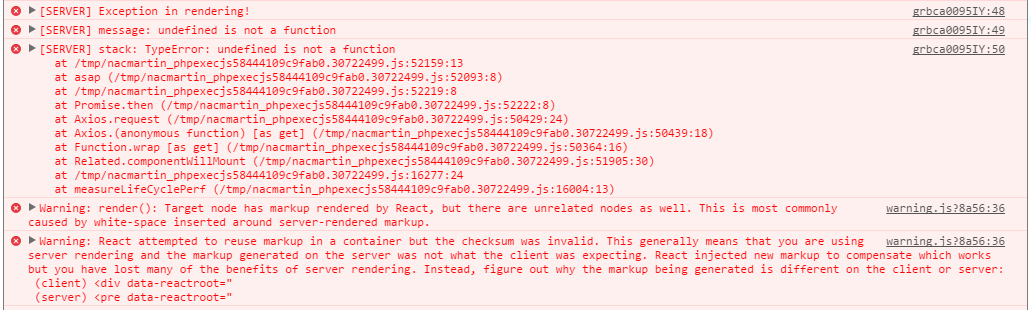 [SERVER] Exception in rendering! grbca0095IY:48
[SERVER] message: undefined is not a function grbca0095IY:49
[SERVER] stack: TypeError: undefined is not a function grbca0095IY:50
at /tmp/nacmartin_phpexecjs58444109c9fab0.30722499.js:52159:13
at asap (/tmp/nacmartin_phpexecjs58444109c9fab0.30722499.js:52093:8)
at /tmp/nacmartin_phpexecjs58444109c9fab0.30722499.js:52219:8
at Promise.then (/tmp/nacmartin_phpexecjs58444109c9fab0.30722499.js:52222:8)
at Axios.request (/tmp/nacmartin_phpexecjs58444109c9fab0.30722499.js:50429:24)
at Axios.(anonymous function) [as get] (/tmp/nacmartin_phpexecjs58444109c9fab0.30722499.js:50439:18)
at Function.wrap [as get] (/tmp/nacmartin_phpexecjs58444109c9fab0.30722499.js:50364:16)
at Related.componentWillMount (/tmp/nacmartin_phpexecjs58444109c9fab0.30722499.js:51905:30)
at /tmp/nacmartin_phpexecjs58444109c9fab0.30722499.js:16277:24
at measureLifeCyclePerf (/tmp/nacmartin_phpexecjs58444109c9fab0.30722499.js:16004:13)
Warning: render(): Target node has markup rendered by React, but there are unrelated nodes as well. This is most commonly warning.js?8a56:36
caused by white-space inserted around server-rendered markup.
Warning: React attempted to reuse markup in a container but the checksum was invalid. This generally means that you are using warning.js?8a56:36
server rendering and the markup generated on the server was not what the client was expecting. React injected new markup to compensate which works
but you have lost many of the benefits of server rendering. Instead, figure out why the markup being generated is different on the client or server:
(client) <div data-reactroot="
(server) <pre data-reactroot="